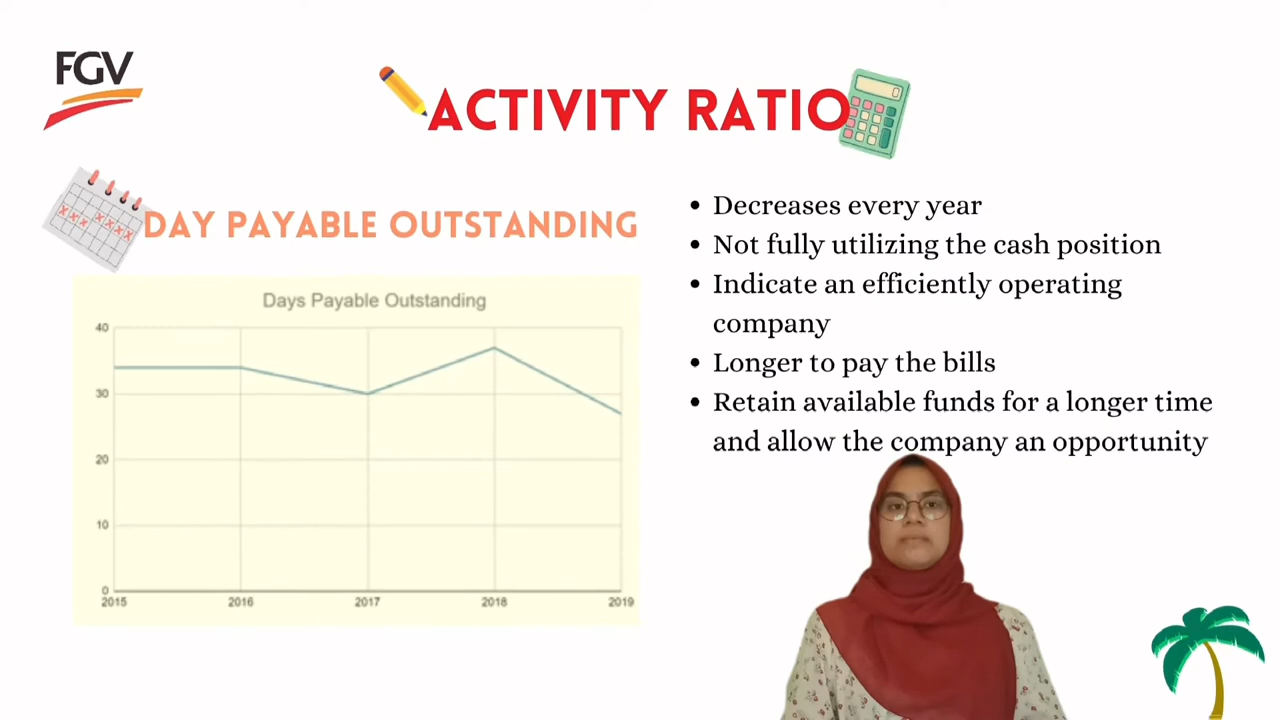 FGV
ACTIVITY RATIO
DAY PAYABLE OUTSTANDING
Days Payable Outstanding
40
30
20
10
0
2015 2016 2017 2018 2019
• Decreases every year
• Not fully utilizing the cash position
• Indicate an efficiently operating
company
• Longer to pay the bills
• Retain available funds for a longer time
and allow the company an opportunity